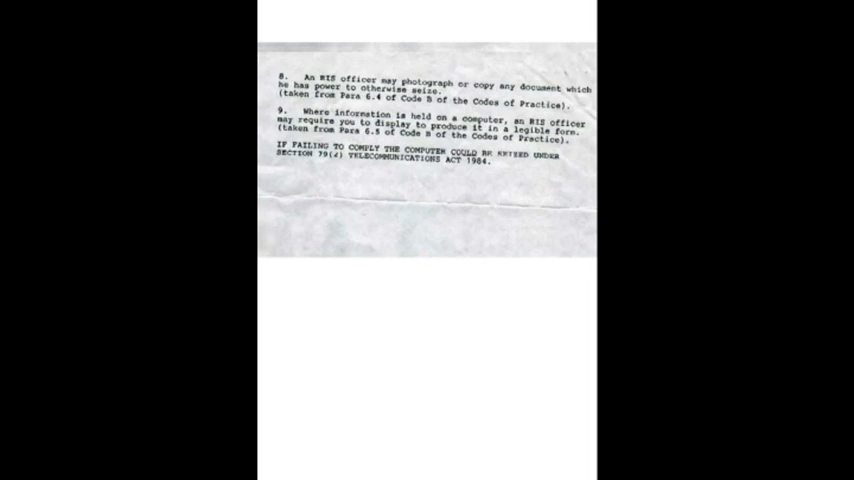 8. An RIS officer may photograph or copy any document which
he has power to otherwise seize.
(taken from Para 6.4 of Code B of the Codes of Practice).
9. Where information is held on a computer, an RIS officer
may require you to display to produce it in a legible form.
(taken from Para 6.5 of Code B of the Codes of Practice).
IF FAILING TO COMPLY THE COMPUTER COULD BE SEIZED UNDER
SECTION 79(2) TELECOMMUNICATIONS ACT 1984.